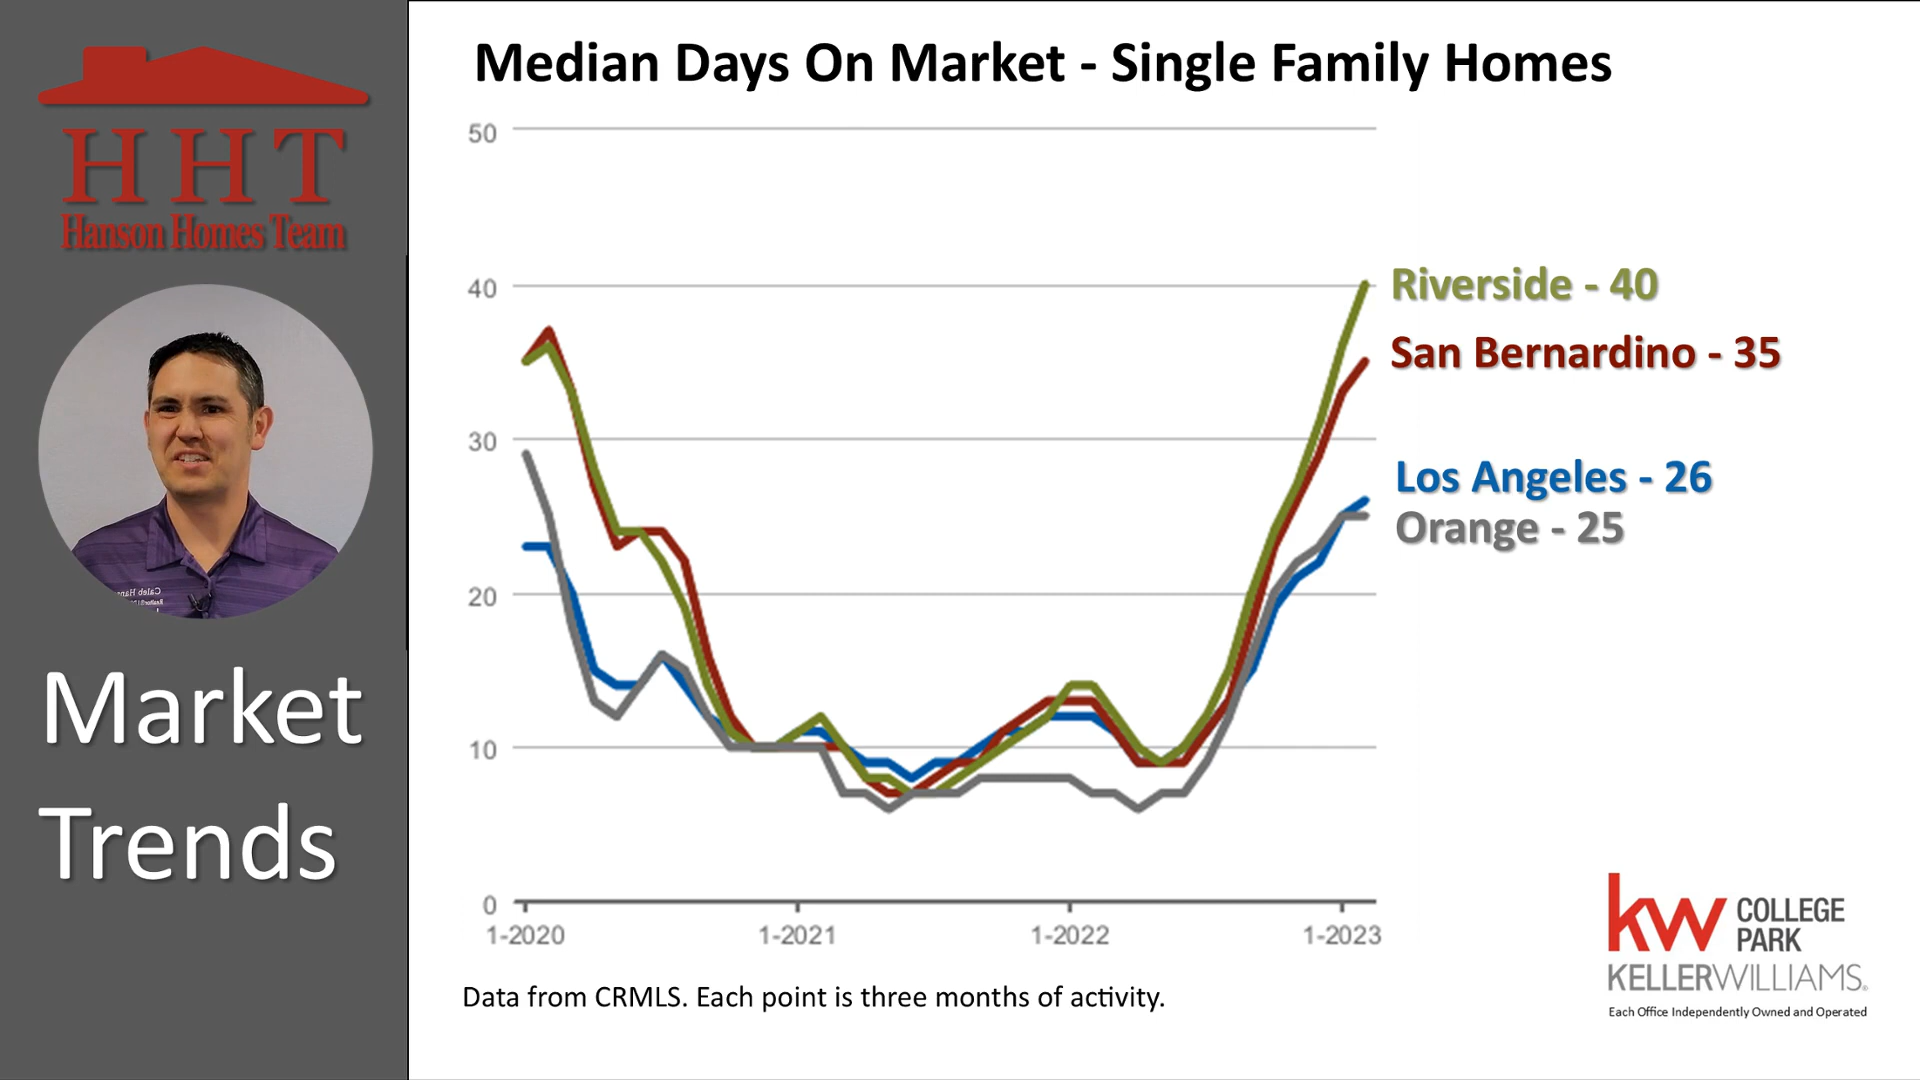 HHT
Hanson Homes Team
Market
Trends
Median Days On Market - Single Family Homes
50
40
30
20
10
0
1-2020
1-2021
1-2022
1-2023
Riverside - 40
San Bernardino - 35
Los Angeles - 26
Orange - 25
Data from CRMLS. Each point is three months of activity.
kw COLLEGE
PARK
KELLERWILLIAMS.
Each Office Independently Owned and Operated